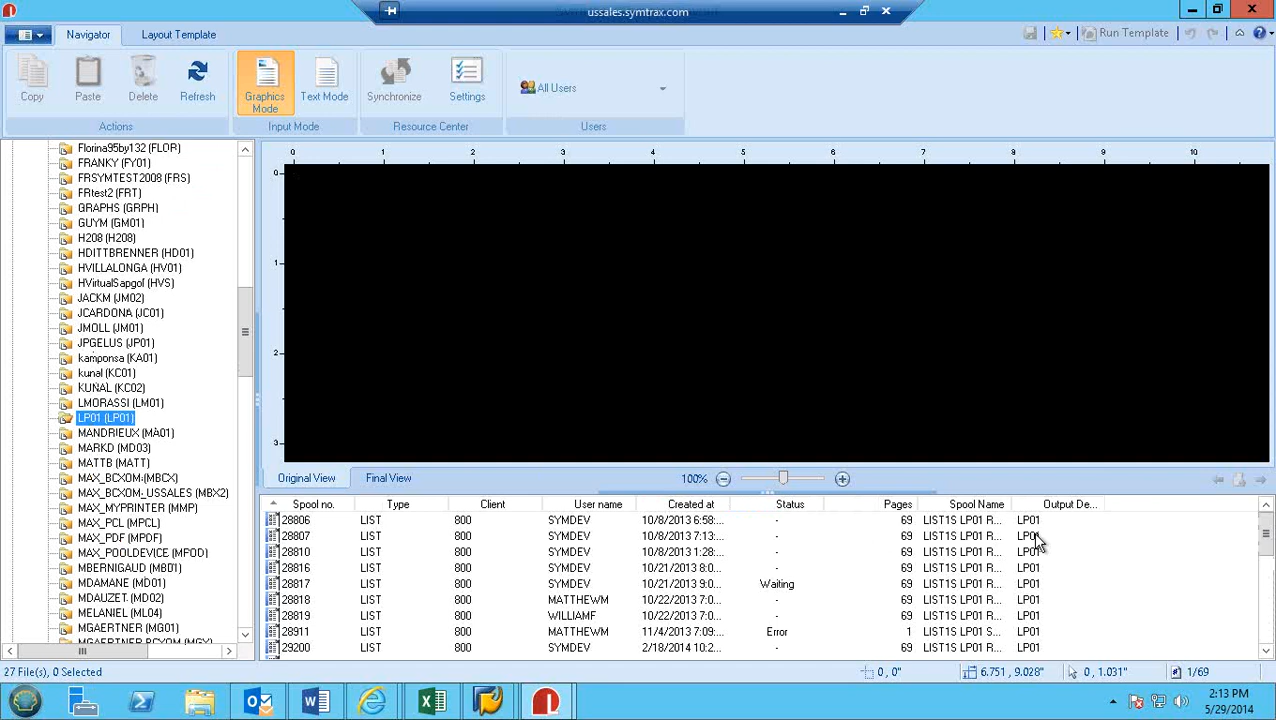 ussales.symtrax.com
Navigator
Layout Template
Run Template
Copy
Paste
Delete
Refresh
Graphics Mode
Text Mode
Synchronize
Settings
All Users
Actions
Input Mode
Resource Center
Users
Florina95by132 (FLOR)
FRANKY (FY01)
FRSYMTEST2008 (FRS)
FRtest2 (FRT)
GRAPHS (GRPH)
GUYM (GM01)
H208 (H208)
HDITTBRENNER (HD01)
HVILLALONGA (HV01)
HVirtualSapgof (HVS)
JACKM (JM02)
JCARDONA (JC01)
JMOLL (JM01)
JPGELUS (JP01)
kamponsa (KA01)
kunal (KC01)
KUNAL (KC02)
LMORASSI (LM01)
LP01 (LP01)
MANDRIEUX (MA01)
MARKD (MD03)
MATTB (MATT)
MAX_BCXOM (MBCX)
MAX_BCXOM_USSALES (MBX2)
MAX_MYPRINTER (MMP)
MAX_PCL (MPCL)
MAX_PDF (MPDF)
MAX_POOLDEVICE (MPOD)
MBERNIGAUD (MB01)
MDAMANE (MD01)
MDAUZET (MD02)
MELANIEL (ML04)
MGAERTNER (MG01)
MGAERTNER_BCXOM (MGX)
0 1 2 3 4 5 6 7 8 9 10
0
1
2
3
Original View
Final View
100%
Spool no. Type Client User name Created at Status Pages Spool Name Output De...
28806 LIST 800 SYMDEV 10/8/2013 6:58:... - 69 LIST1S LP01 R... LP01
28807 LIST 800 SYMDEV 10/8/2013 7:13:... - 69 LIST1S LP01 R... LP01
28810 LIST 800 SYMDEV 10/8/2013 1:28:... - 69 LIST1S LP01 R... LP01
28816 LIST 800 SYMDEV 10/21/2013 8:0... - 69 LIST1S LP01 R... LP01
28817 LIST 800 SYMDEV 10/21/2013 9:0... Waiting 69 LIST1S LP01 R... LP01
28818 LIST 800 MATTHEWM 10/22/2013 7:0... - 69 LIST1S LP01 R... LP01
28819 LIST 800 WILLIAMF 10/22/2013 7:0... - 69 LIST1S LP01 R... LP01
28911 LIST 800 MATTHEWM 11/4/2013 7:09:... Error 1 LIST1S LP01 S... LP01
29200 LIST 800 SYMDEV 2/18/2014 10:2... - 69 LIST1S LP01 R... LP01
27 File(s), 0 Selected
0 , 0"
6.751 , 9.028"
0 , 1.031"
1/69
2:13 PM
5/29/2014